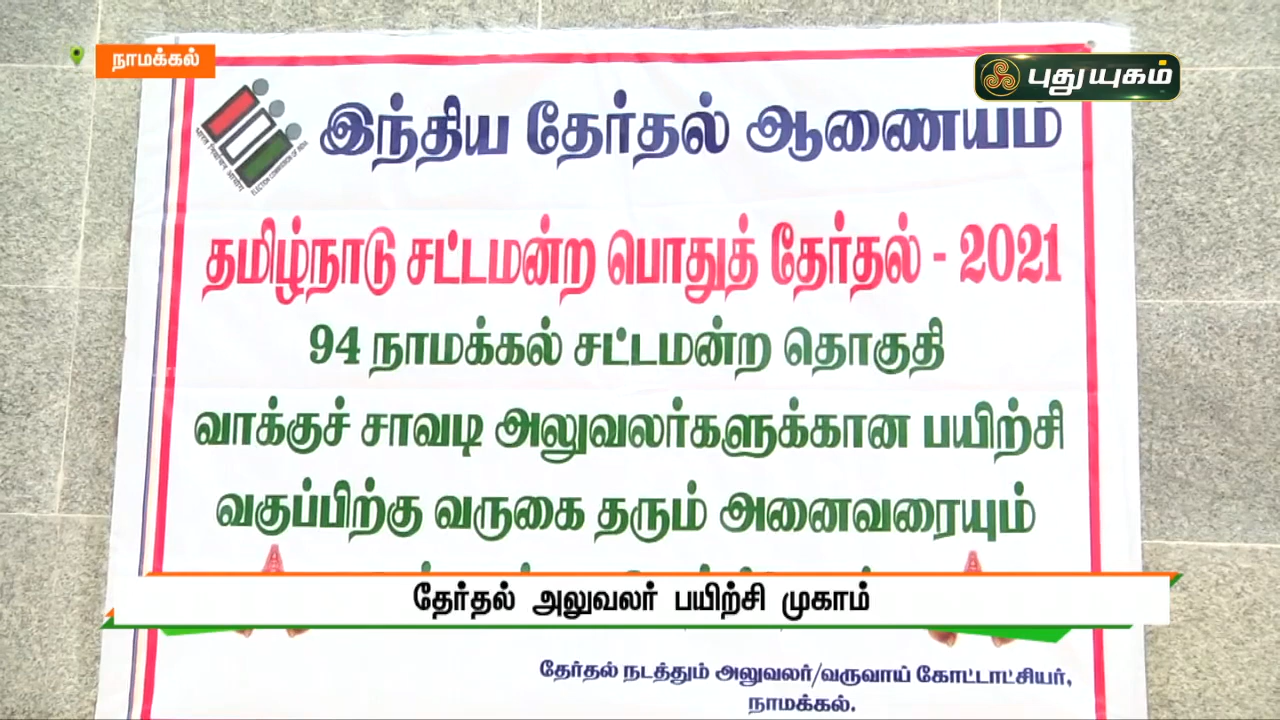 நாமக்கல்
புதுயுகம்
இந்திய தேர்தல் ஆணையம்
தமிழ்நாடு சட்டமன்ற பொதுத் தேர்தல் - 2021
94 நாமக்கல் சட்டமன்ற தொகுதி
வாக்குச் சாவடி அலுவலர்களுக்கான பயிற்சி
வகுப்பிற்கு வருகை தரும் அனைவரையும்
தேர்தல் அலுவலர் பயிற்சி முகாம்
தேர்தல் நடத்தும் அலுவலர்/வருவாய் கோட்டாட்சியர்,
நாமக்கல்.